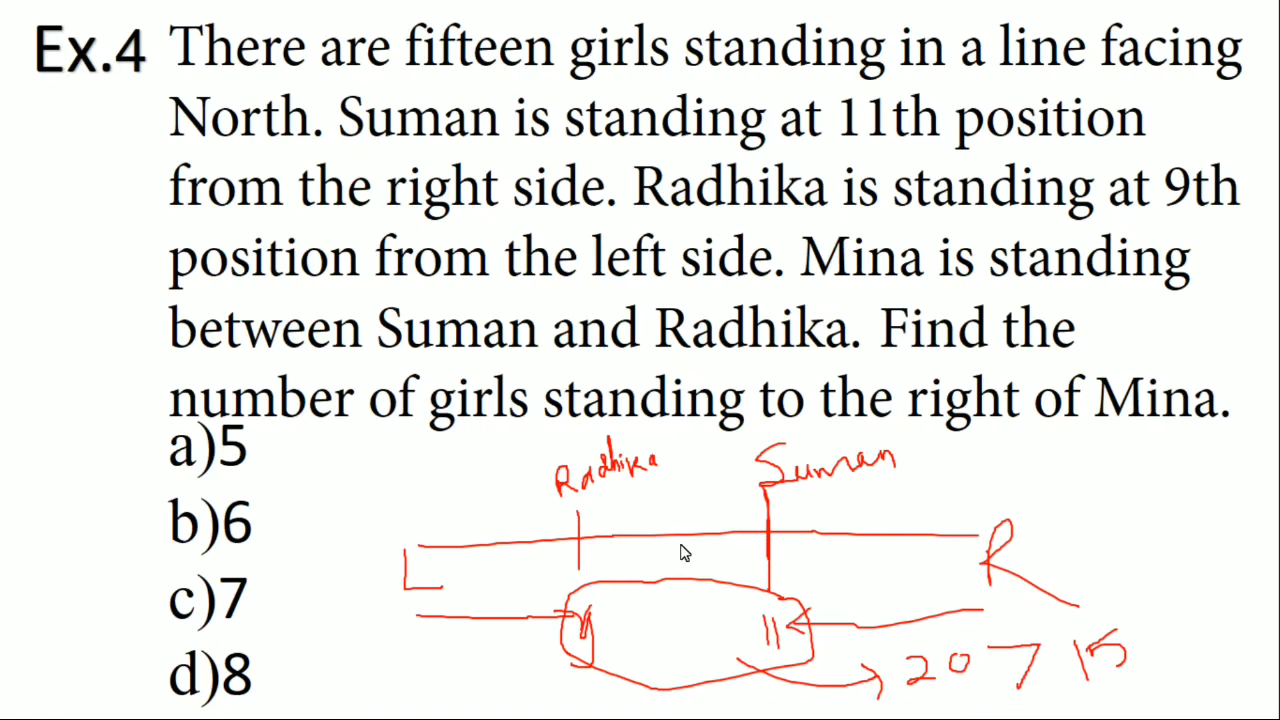 Ex.4 There are fifteen girls standing in a line facing
North. Suman is standing at 11th position
from the right side. Radhika is standing at 9th
position from the left side. Mina is standing
between Suman and Radhika. Find the
number of girls standing to the right of Mina.
a)5
b)6
c)7
d)8
Radhika Suman
L R
11
20 7 15